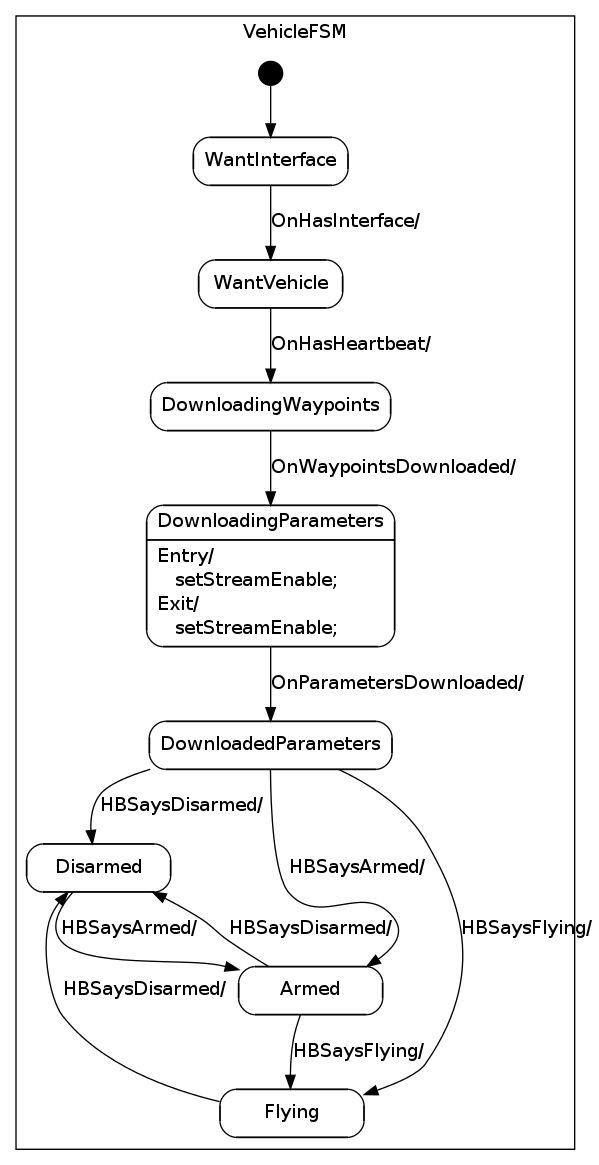 VehicleFSM
WantInterface
OnHasInterface/
WantVehicle
OnHasHeartbeat/
DownloadingWaypoints
OnWaypointsDownloaded/
DownloadingParameters
Entry/
setStreamEnable;
Exit/
setStreamEnable;
OnParametersDownloaded/
DownloadedParameters
HBSaysDisarmed/
Disarmed
HBSaysArmed/
HBSaysArmed/
HBSaysDisarmed/
HBSaysFlying/
HBSaysDisarmed/
Armed
HBSaysFlying/
Flying